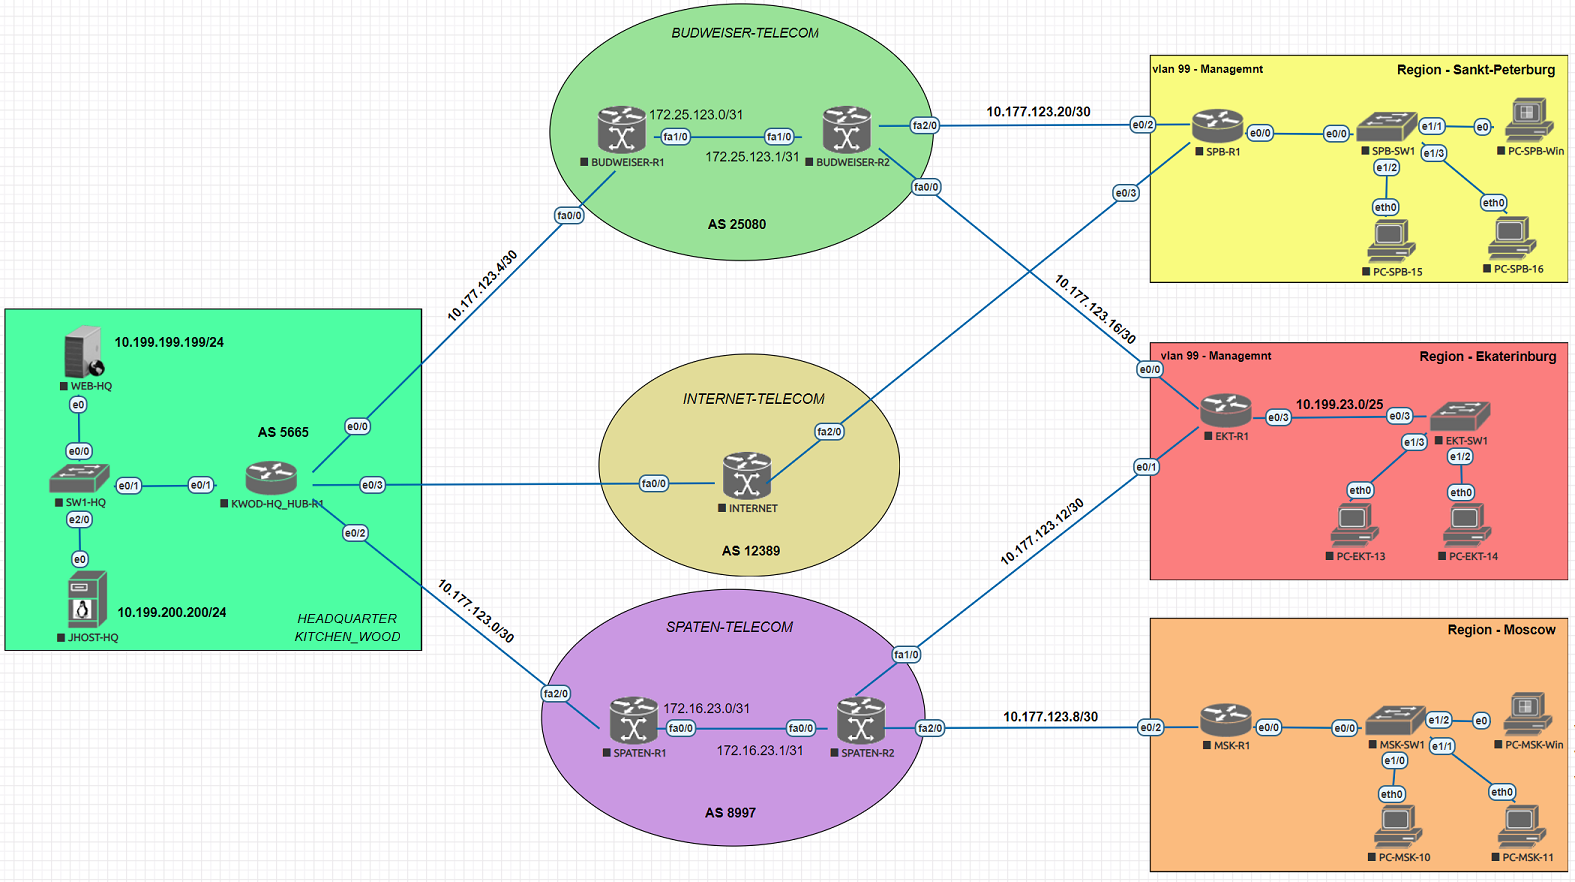 BUDWEISER-TELECOM
172.25.123.0/31
fa1/0
fa1/0
172.25.123.1/31
BUDWEISER-R1
BUDWEISER-R2
fa2/0
fa0/0
fa0/0
AS 25080
10.177.123.20/30
10.177.123.4/30
10.177.123.16/30
vlan 99 - Managemnt
Region - Sankt-Peterburg
e0/2
e0/3
SPB-R1
e0/0
e0/0
SPB-SW1
e1/1
e0
PC-SPB-Win
e1/2
e1/3
eth0
eth0
PC-SPB-15
PC-SPB-16
10.199.199.199/24
WEB-HQ
e0
e0/0
AS 5665
SW1-HQ
e0/1
e0/1
KWOD-HQ_HUB-R1
e0/0
e0/3
e0/2
e2/0
e0
JHOST-HQ
10.199.200.200/24
HEADQUARTER
KITCHEN_WOOD
INTERNET-TELECOM
fa2/0
fa0/0
INTERNET
AS 12389
vlan 99 - Managemnt
Region - Ekaterinburg
e0/0
e0/1
EKT-R1
e0/3
10.199.23.0/25
e0/3
EKT-SW1
e1/3
e1/2
eth0
eth0
PC-EKT-13
PC-EKT-14
10.177.123.12/30
10.177.123.0/30
SPATEN-TELECOM
fa1/0
fa2/0
172.16.23.0/31
fa0/0
fa0/0
172.16.23.1/31
SPATEN-R1
SPATEN-R2
fa2/0
AS 8997
10.177.123.8/30
Region - Moscow
e0/2
MSK-R1
e0/0
e0/0
MSK-SW1
e1/2
e0
PC-MSK-Win
e1/0
e1/1
eth0
eth0
PC-MSK-10
PC-MSK-11